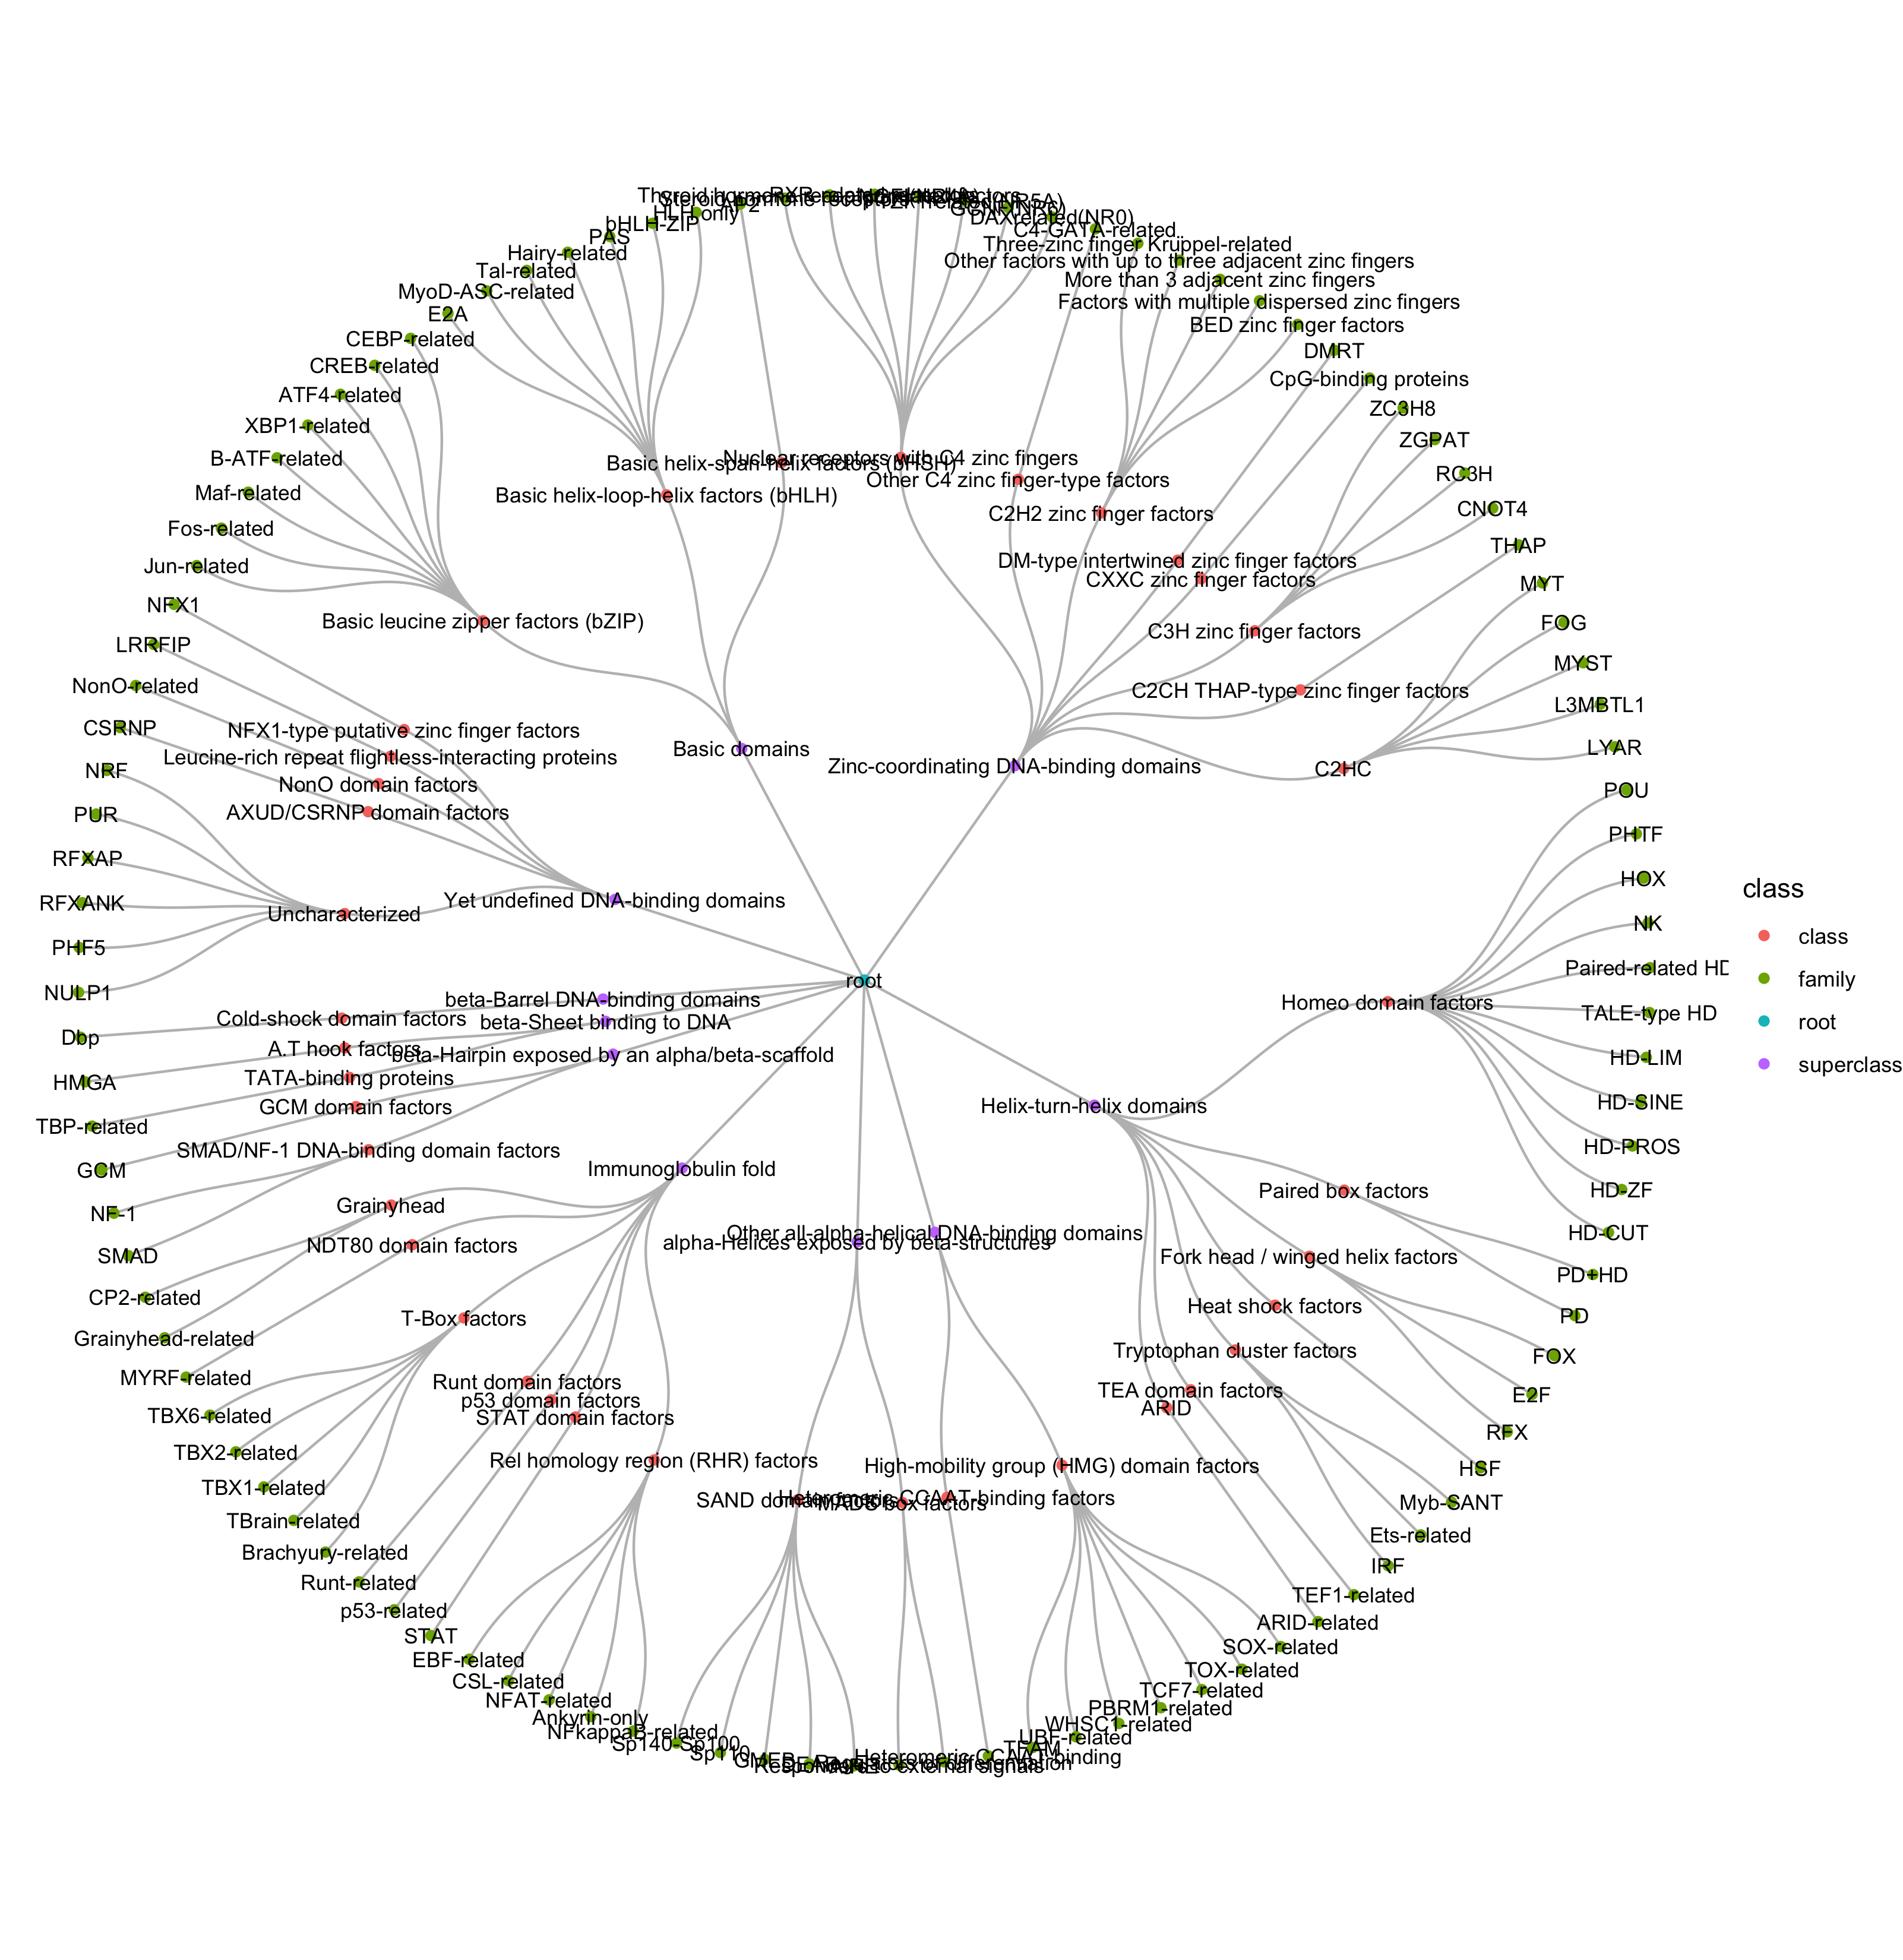 Thyroid hormone
RXR
HLH only
DAXrelated(NR0)
bHLH-ZIP
C4-GATA-related
PAS
Three-zinc finger Kruppel-related
Hairy-related
Other factors with up to three adjacent zinc fingers
Tal-related
More than 3 adjacent zinc fingers
MyoD-ASC-related
Factors with multiple dispersed zinc fingers
E2A
BED zinc finger factors
CEBP-related
DMRT
CREB-related
CpG-binding proteins
ATF4-related
ZC3H8
XBP1-related
ZGPAT
B-ATF-related
Nuclear receptors with C4 zinc fingers
Basic helix-span-helix factors (bHSH)
RC3H
Other C4 zinc finger-type factors
Maf-related
Basic helix-loop-helix factors (bHLH)
CNOT4
C2H2 zinc finger factors
Fos-related
THAP
DM-type intertwined zinc finger factors
Jun-related
CXXC zinc finger factors
MYT
NFX1
Basic leucine zipper factors (bZIP)
FOG
C3H zinc finger factors
LRRFIP
MYST
NonO-related
C2CH THAP-type zinc finger factors
L3MBTL1
CSRNP
NFX1-type putative zinc finger factors
LYAR
Basic domains
Leucine-rich repeat flightless-interacting proteins
Zinc-coordinating DNA-binding domains
C2HC
NRF
NonO domain factors
POU
AXUD/CSRNP domain factors
PUR
PHTF
RFXAP
HOX
class
Yet undefined DNA-binding domains
RFXANK
Uncharacterized
NK
class
PHF5
Paired-related HD
family
root
NULP1
beta-Barrel DNA-binding domains
Homeo domain factors
TALE-type HD
root
Cold-shock domain factors
beta-Sheet binding to DNA
Dbp
A.T hook factors
beta-Hairpin exposed by an alpha/beta-scaffold
HD-LIM
superclass
TATA-binding proteins
HMGA
HD-SINE
GCM domain factors
Helix-turn-helix domains
TBP-related
HD-PROS
SMAD/NF-1 DNA-binding domain factors
GCM
Immunoglobulin fold
HD-ZF
Paired box factors
Grainyhead
NF-1
HD-CUT
Other all-alpha-helical DNA-binding domains
alpha-Helices exposed by beta-structures
NDT80 domain factors
SMAD
Fork head / winged helix factors
PD+HD
CP2-related
Heat shock factors
PD
T-Box factors
Grainyhead-related
Tryptophan cluster factors
FOX
MYRF-related
Runt domain factors
TEA domain factors
E2F
p53 domain factors
ARID
TBX6-related
STAT domain factors
RFX
TBX2-related
Rel homology region (RHR) factors
High-mobility group (HMG) domain factors
HSF
TBX1-related
SAND domain factors
Heteromeric CCAAT-binding factors
MADS box factors
Myb-SANT
TBrain-related
Ets-related
Brachyury-related
IRF
Runt-related
TEF1-related
p53-related
ARID-related
STAT
SOX-related
EBF-related
TOX-related
CSL-related
TCF7-related
NFAT-related
PBRM1-related
Ankyrin-only
WHSC1-related
NFkappaB-related
UBF-related
Sp140-Sp100
TFAM
Sp110
Heteromeric CCAAT-binding
GMEB
Responders to external signals